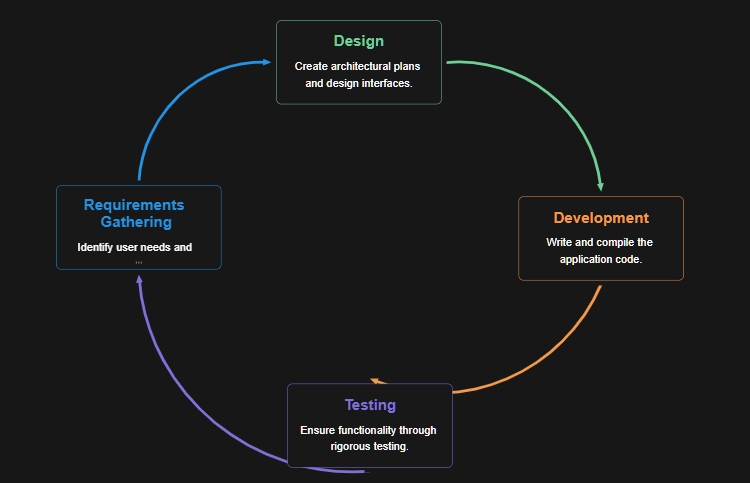 Design
Create architectural plans
and design interfaces.
Requirements
Gathering
Identify user needs and
...
Development
Write and compile the
application code.
Testing
Ensure functionality through
rigorous testing.